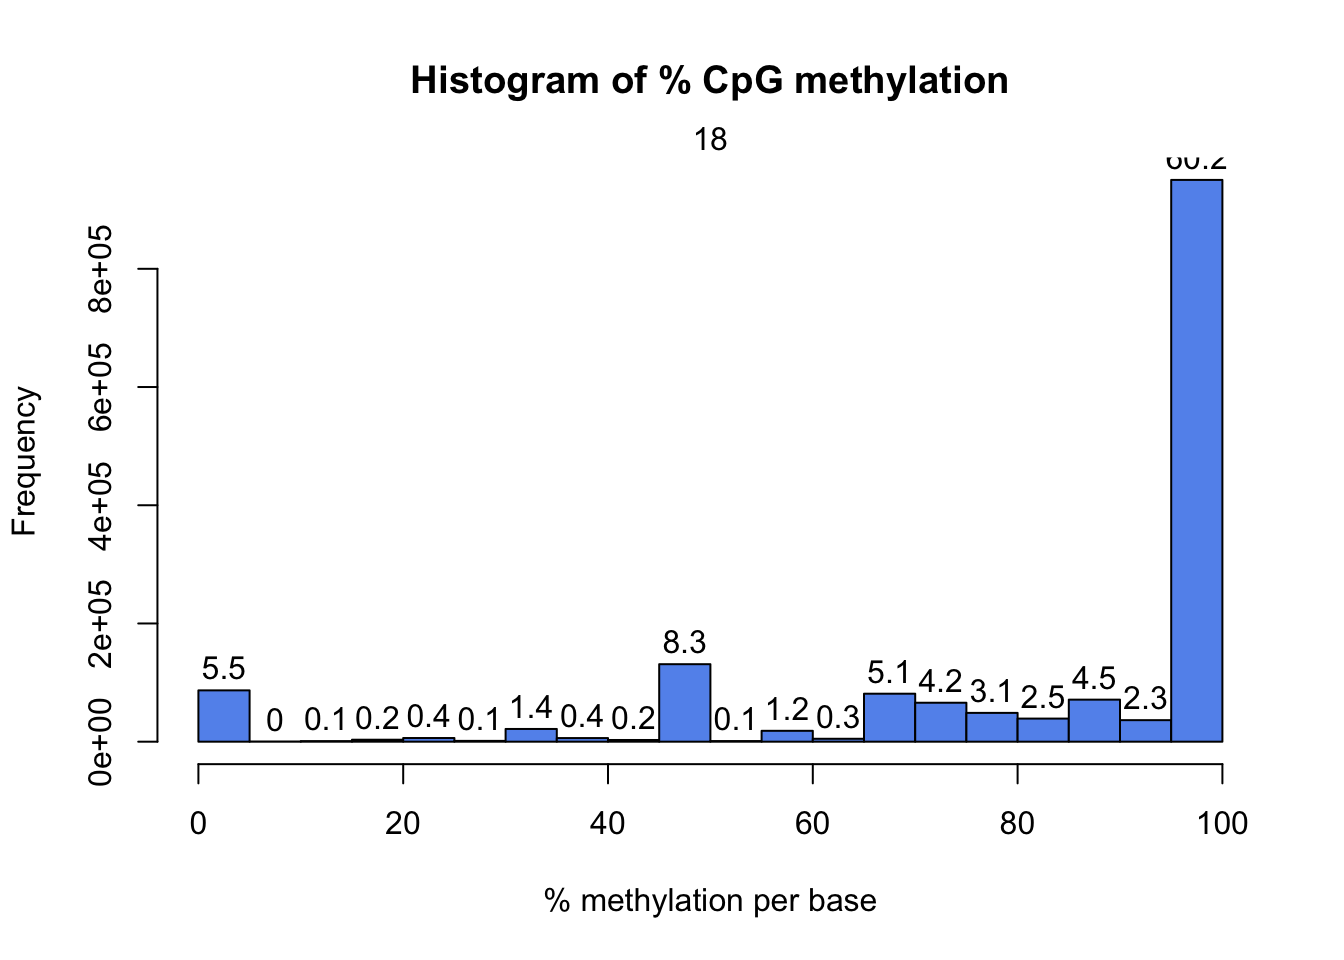 Histogram of % CpG methylation
18
60.2
8e+05
6e+05
4e+05
2e+05
0e+00
Frequency
5.5 0 0.1 0.2 0.4 0.1 1.4 0.4 0.2 8.3 0.1 1.2 0.3 5.1 4.2 3.1 2.5 4.5 2.3
0 20 40 60 80 100
% methylation per base